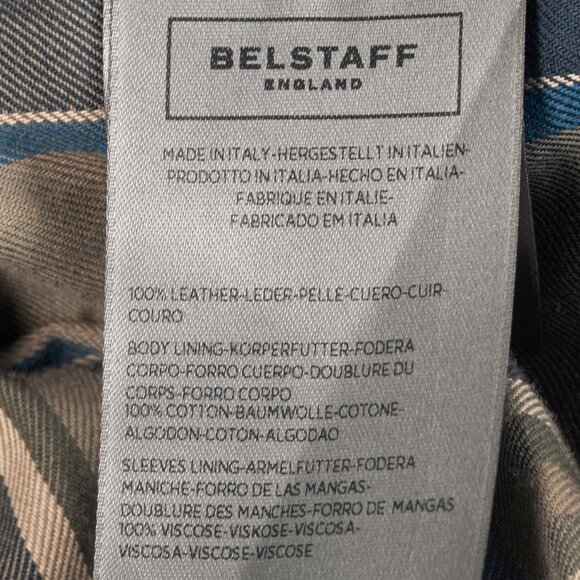 BELSTAFF
ENGLAND
MADE IN ITALY-HERGESTELLT IN ITALIEN-
PRODOTTO IN ITALIA-HECHO EN ITALIA-
FABRIQUE EN ITALIE-
FABRICADO EM ITALIA
100% LEATHER-LEDER-PELLE-CUERO-CUIR-
COURO
BODY LINING-KORPERFUTTER-FODERA
CORPO-FORRO CUERPO-DOUBLURE DU
CORPS-FORRO CORPO
100% COTTON-BAUMWOLLE-COTONE-
ALGODON-COTON-ALGODAO
SLEEVES LINING-ARMELFUTTER-FODERA
MANICHE-FORRO DE LAS MANGAS-
DOUBLURE DES MANCHES-FORRO DE MANGAS
100% VISCOSE-VISKOSE-VISCOSA-
VISCOSA-VISCOSE-VISCOSE